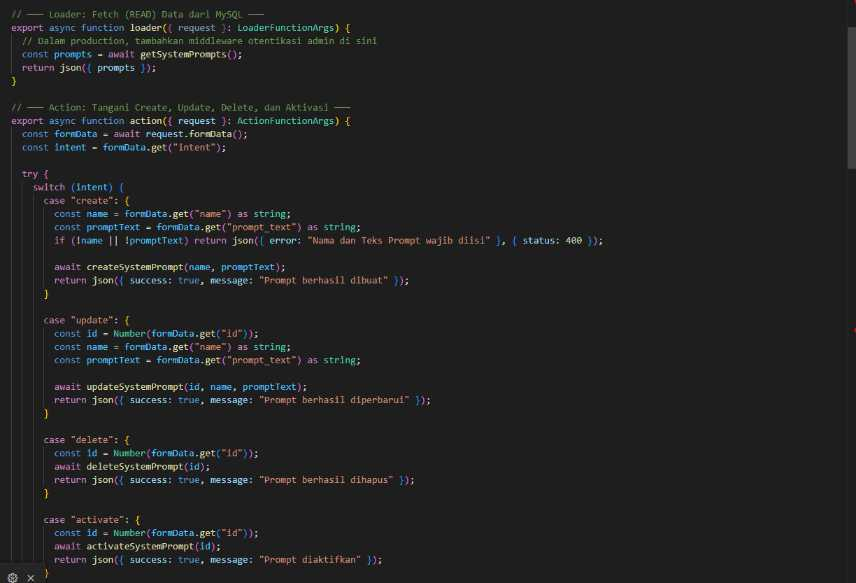 // —— Loader: Fetch (READ) Data dari MySQL ——
export async function loader({ request }: LoaderFunctionArgs) {
  // Dalam production, tambahkan middleware otentikasi admin di sini
  const prompts = await getSystemPrompts();
  return json({ prompts });
}

// —— Action: Tangani Create, Update, Delete, dan Aktivasi ——
export async function action({ request }: ActionFunctionArgs) {
  const formData = await request.formData();
  const intent = formData.get("intent");

  try {
    switch (intent) {
      case "create": {
        const name = formData.get("name") as string;
        const promptText = formData.get("prompt_text") as string;
        if (!name || !promptText) return json({ error: "Nama dan Teks Prompt wajib diisi" }, { status: 400 });

        await createSystemPrompt(name, promptText);
        return json({ success: true, message: "Prompt berhasil dibuat" });
      }

      case "update": {
        const id = Number(formData.get("id"));
        const name = formData.get("name") as string;
        const promptText = formData.get("prompt_text") as string;

        await updateSystemPrompt(id, name, promptText);
        return json({ success: true, message: "Prompt berhasil diperbarui" });
      }

      case "delete": {
        const id = Number(formData.get("id"));
        await deleteSystemPrompt(id);
        return json({ success: true, message: "Prompt berhasil dihapus" });
      }

      case "activate": {
        const id = Number(formData.get("id"));
        await activateSystemPrompt(id);
        return json({ success: true, message: "Prompt diaktifkan" });
      }